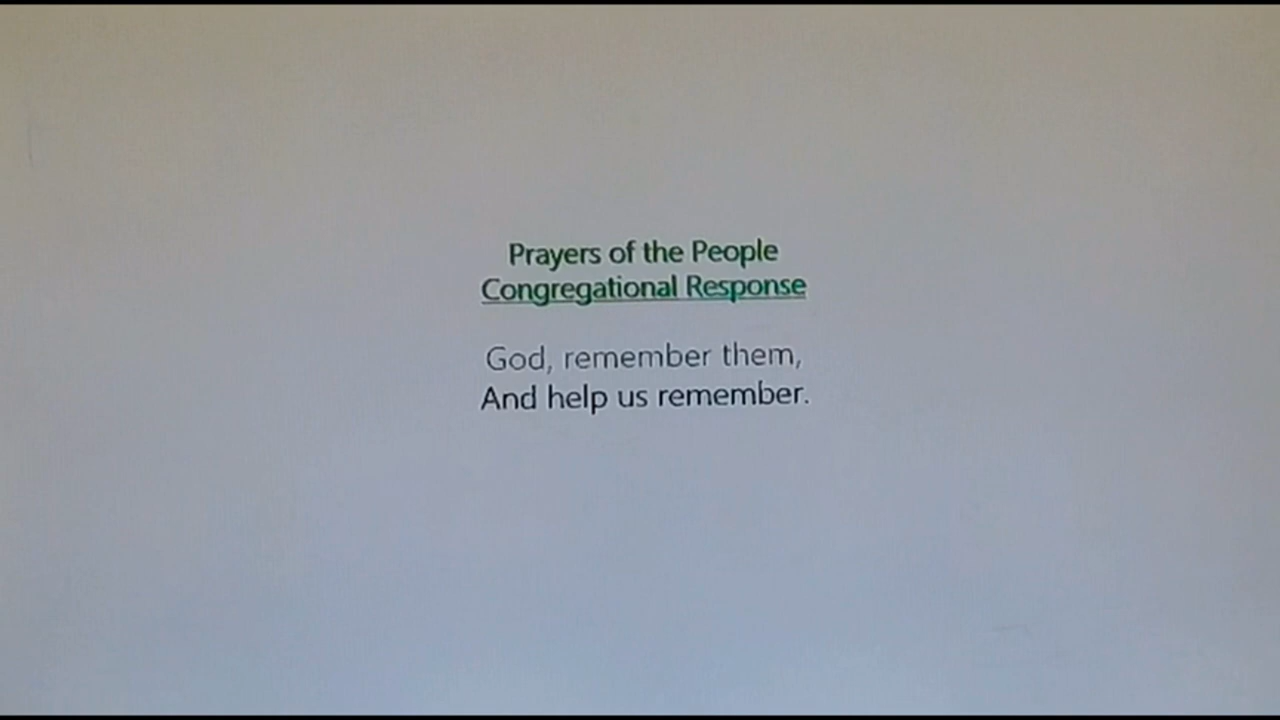 Prayers of the People
Congregational Response
God, remember them,
And help us remember.